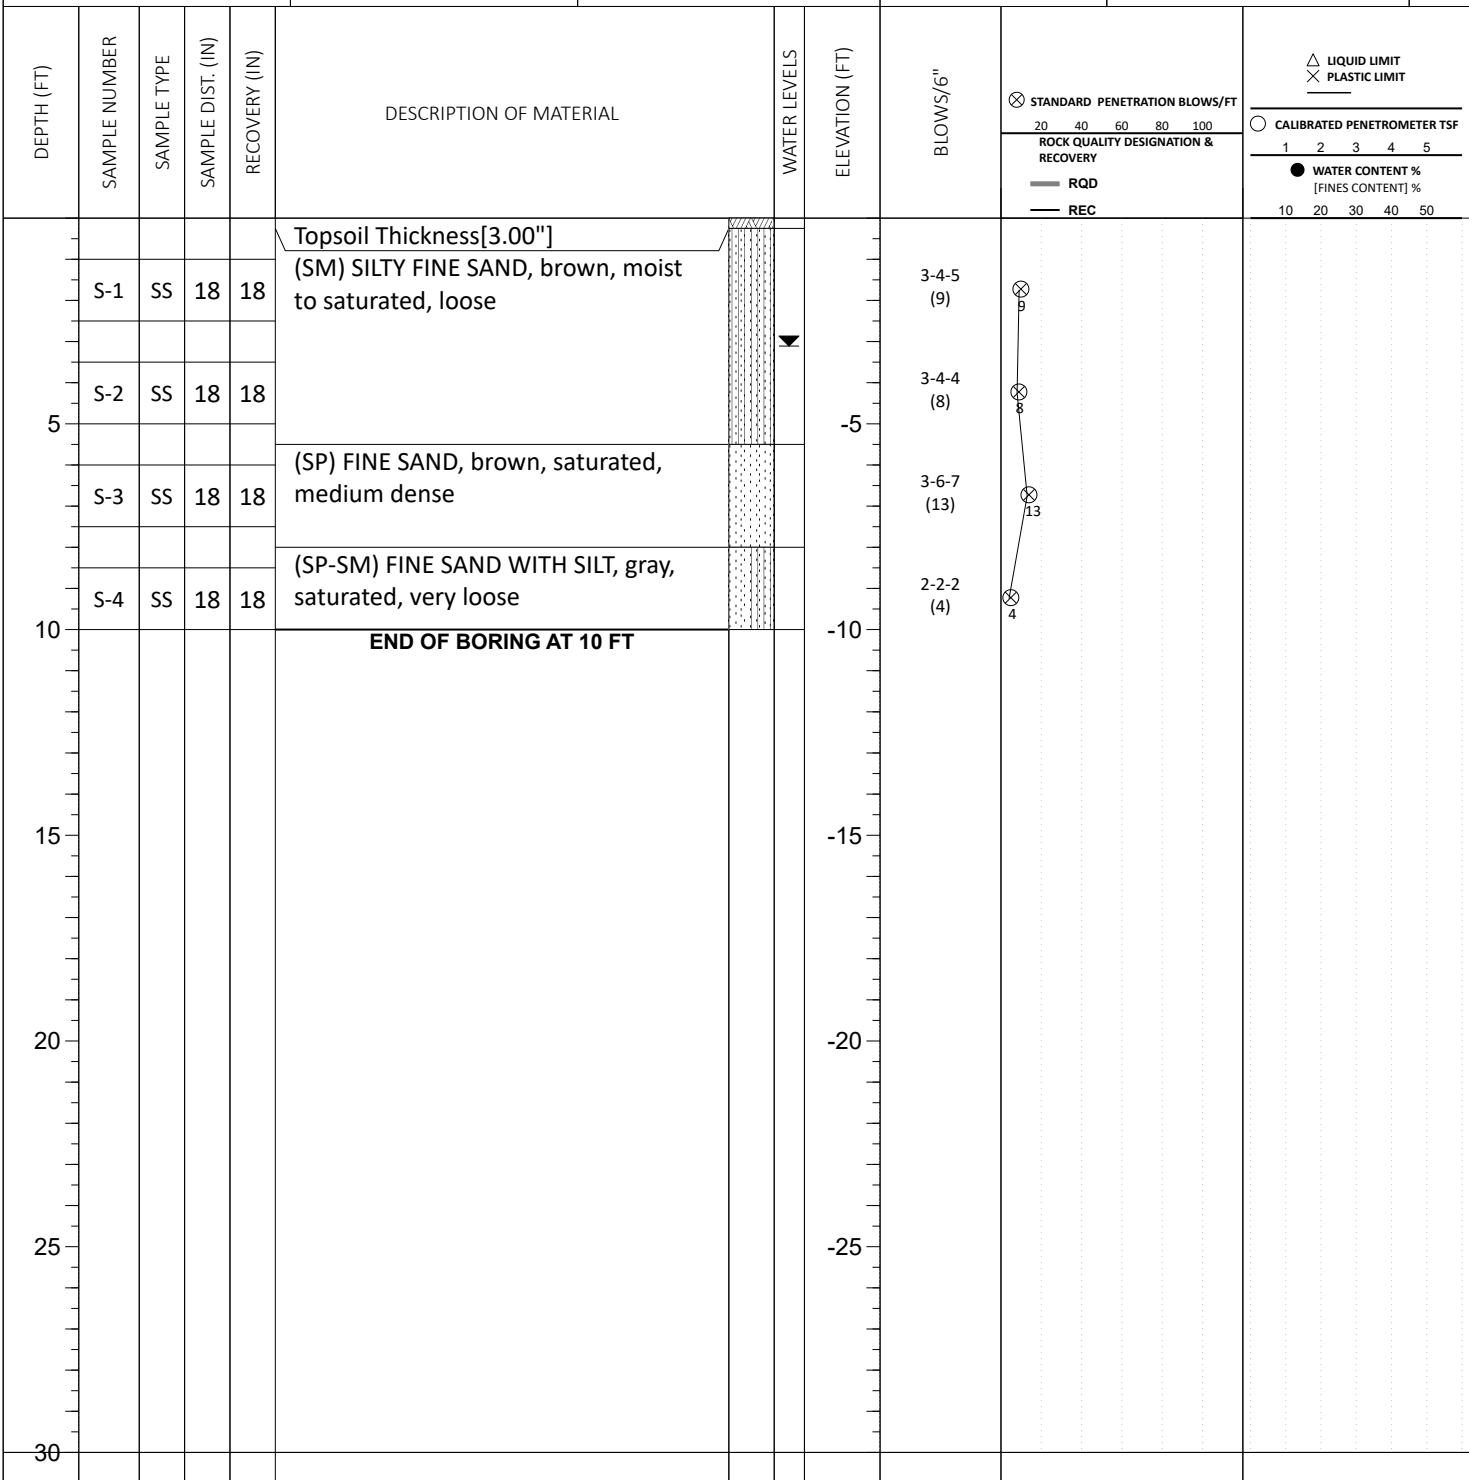 DEPTH (FT)
SAMPLE NUMBER
SAMPLE TYPE
SAMPLE DIST. (IN)
RECOVERY (IN)
DESCRIPTION OF MATERIAL
WATER LEVELS
ELEVATION (FT)
BLOWS/6"
STANDARD PENETRATION BLOWS/FT
20 40 60 80 100
ROCK QUALITY DESIGNATION &
RECOVERY
RQD
REC
LIQUID LIMIT
PLASTIC LIMIT
CALIBRATED PENETROMETER TSF
1 2 3 4 5
WATER CONTENT %
[FINES CONTENT] %
10 20 30 40 50
Topsoil Thickness[3.00"]
(SM) SILTY FINE SAND, brown, moist
to saturated, loose
S-1 SS 18 18
3-4-5
(9)
9
S-2 SS 18 18
3-4-4
(8)
8
5 -5
(SP) FINE SAND, brown, saturated,
medium dense
S-3 SS 18 18
3-6-7
(13)
13
(SP-SM) FINE SAND WITH SILT, gray,
saturated, very loose
S-4 SS 18 18
2-2-2
(4)
4
10 -10
END OF BORING AT 10 FT
15 -15
20 -20
25 -25
30